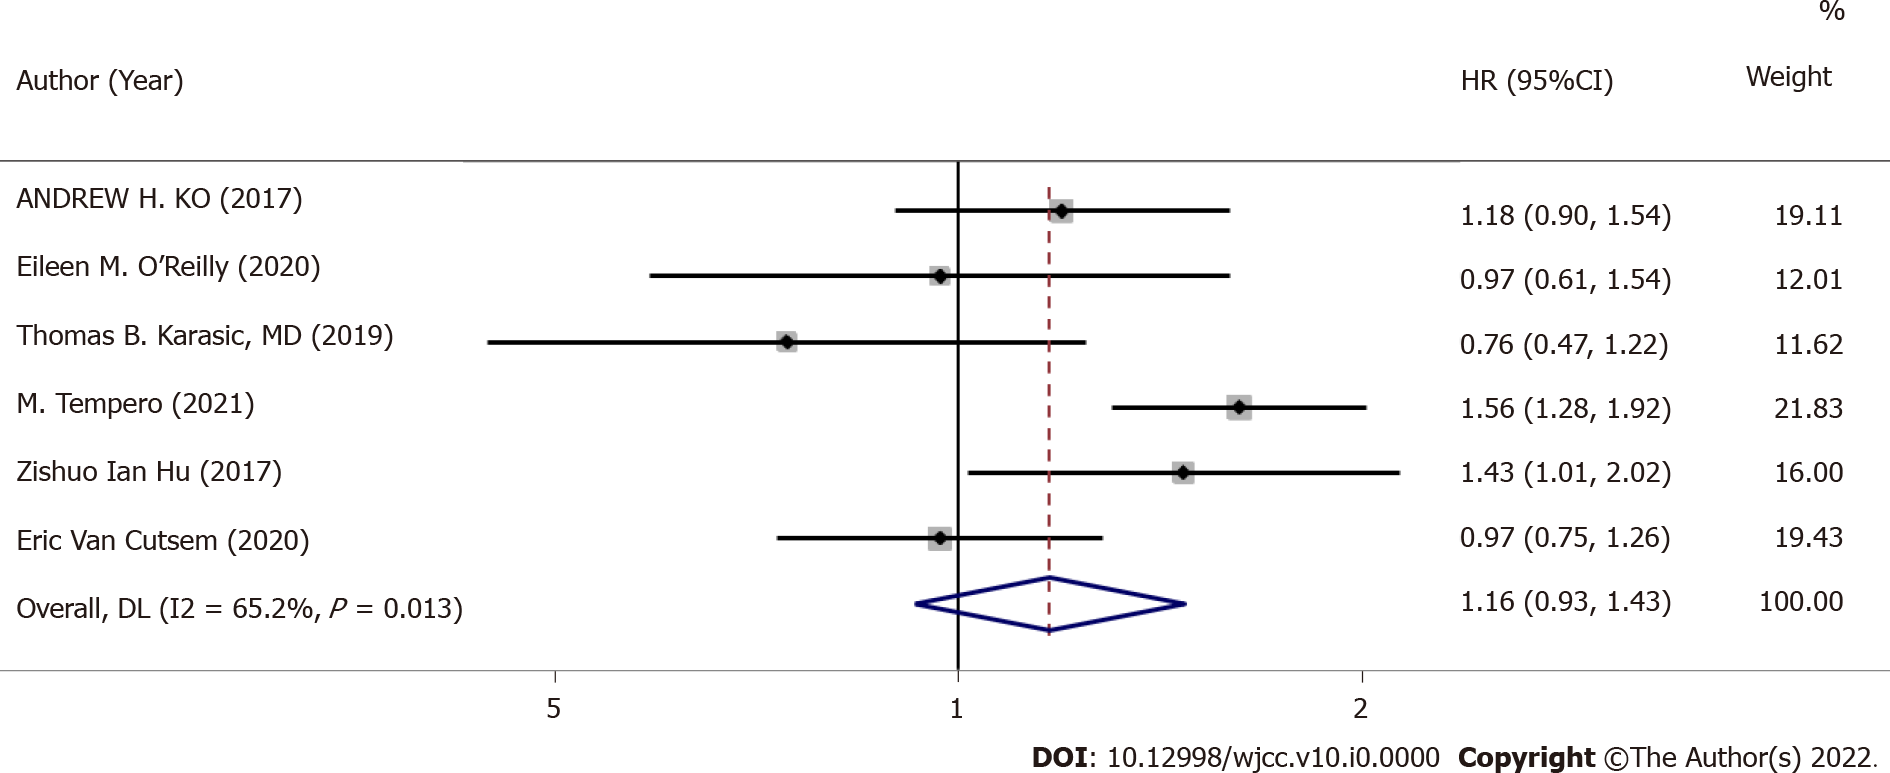 %
Author (Year) HR (95%CI) Weight
ANDREW H. KO (2017) 1.18 (0.90, 1.54) 19.11
Eileen M. O’Reilly (2020) 0.97 (0.61, 1.54) 12.01
Thomas B. Karasic, MD (2019) 0.76 (0.47, 1.22) 11.62
M. Tempero (2021) 1.56 (1.28, 1.92) 21.83
Zishuo Ian Hu (2017) 1.43 (1.01, 2.02) 16.00
Eric Van Cutsem (2020) 0.97 (0.75, 1.26) 19.43
Overall, DL (I2 = 65.2%, P = 0.013) 1.16 (0.93, 1.43) 100.00
5 1 2
DOI: 10.12998/wjcc.v10.i0.0000 Copyright ©The Author(s) 2022.